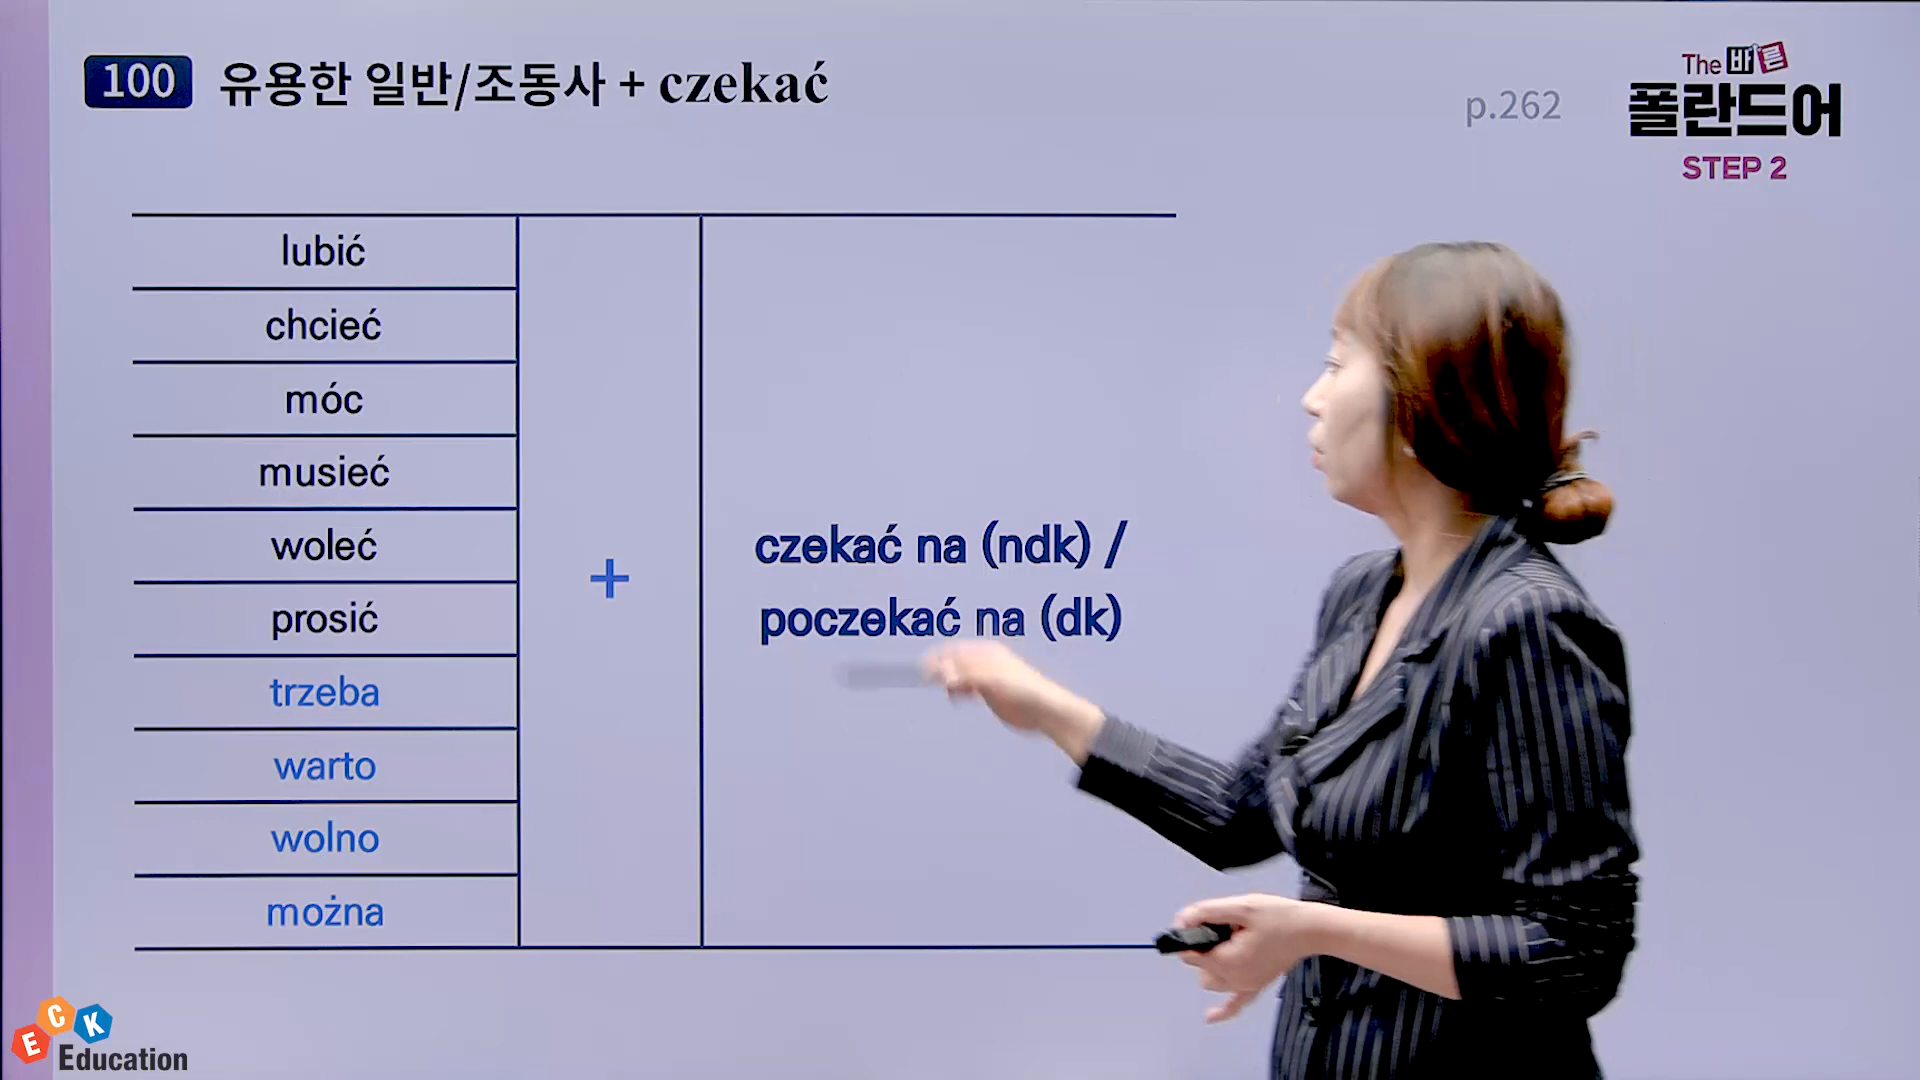 100 유용한 일반/조동사 + czekać
p.262
The 바른
폴란드어
STEP 2
lubić
chcieć
móc
musieć
woleć
prosić
trzeba
warto
wolno
można
+
czekać na (ndk) /
poczekać na (dk)
ECK
Education